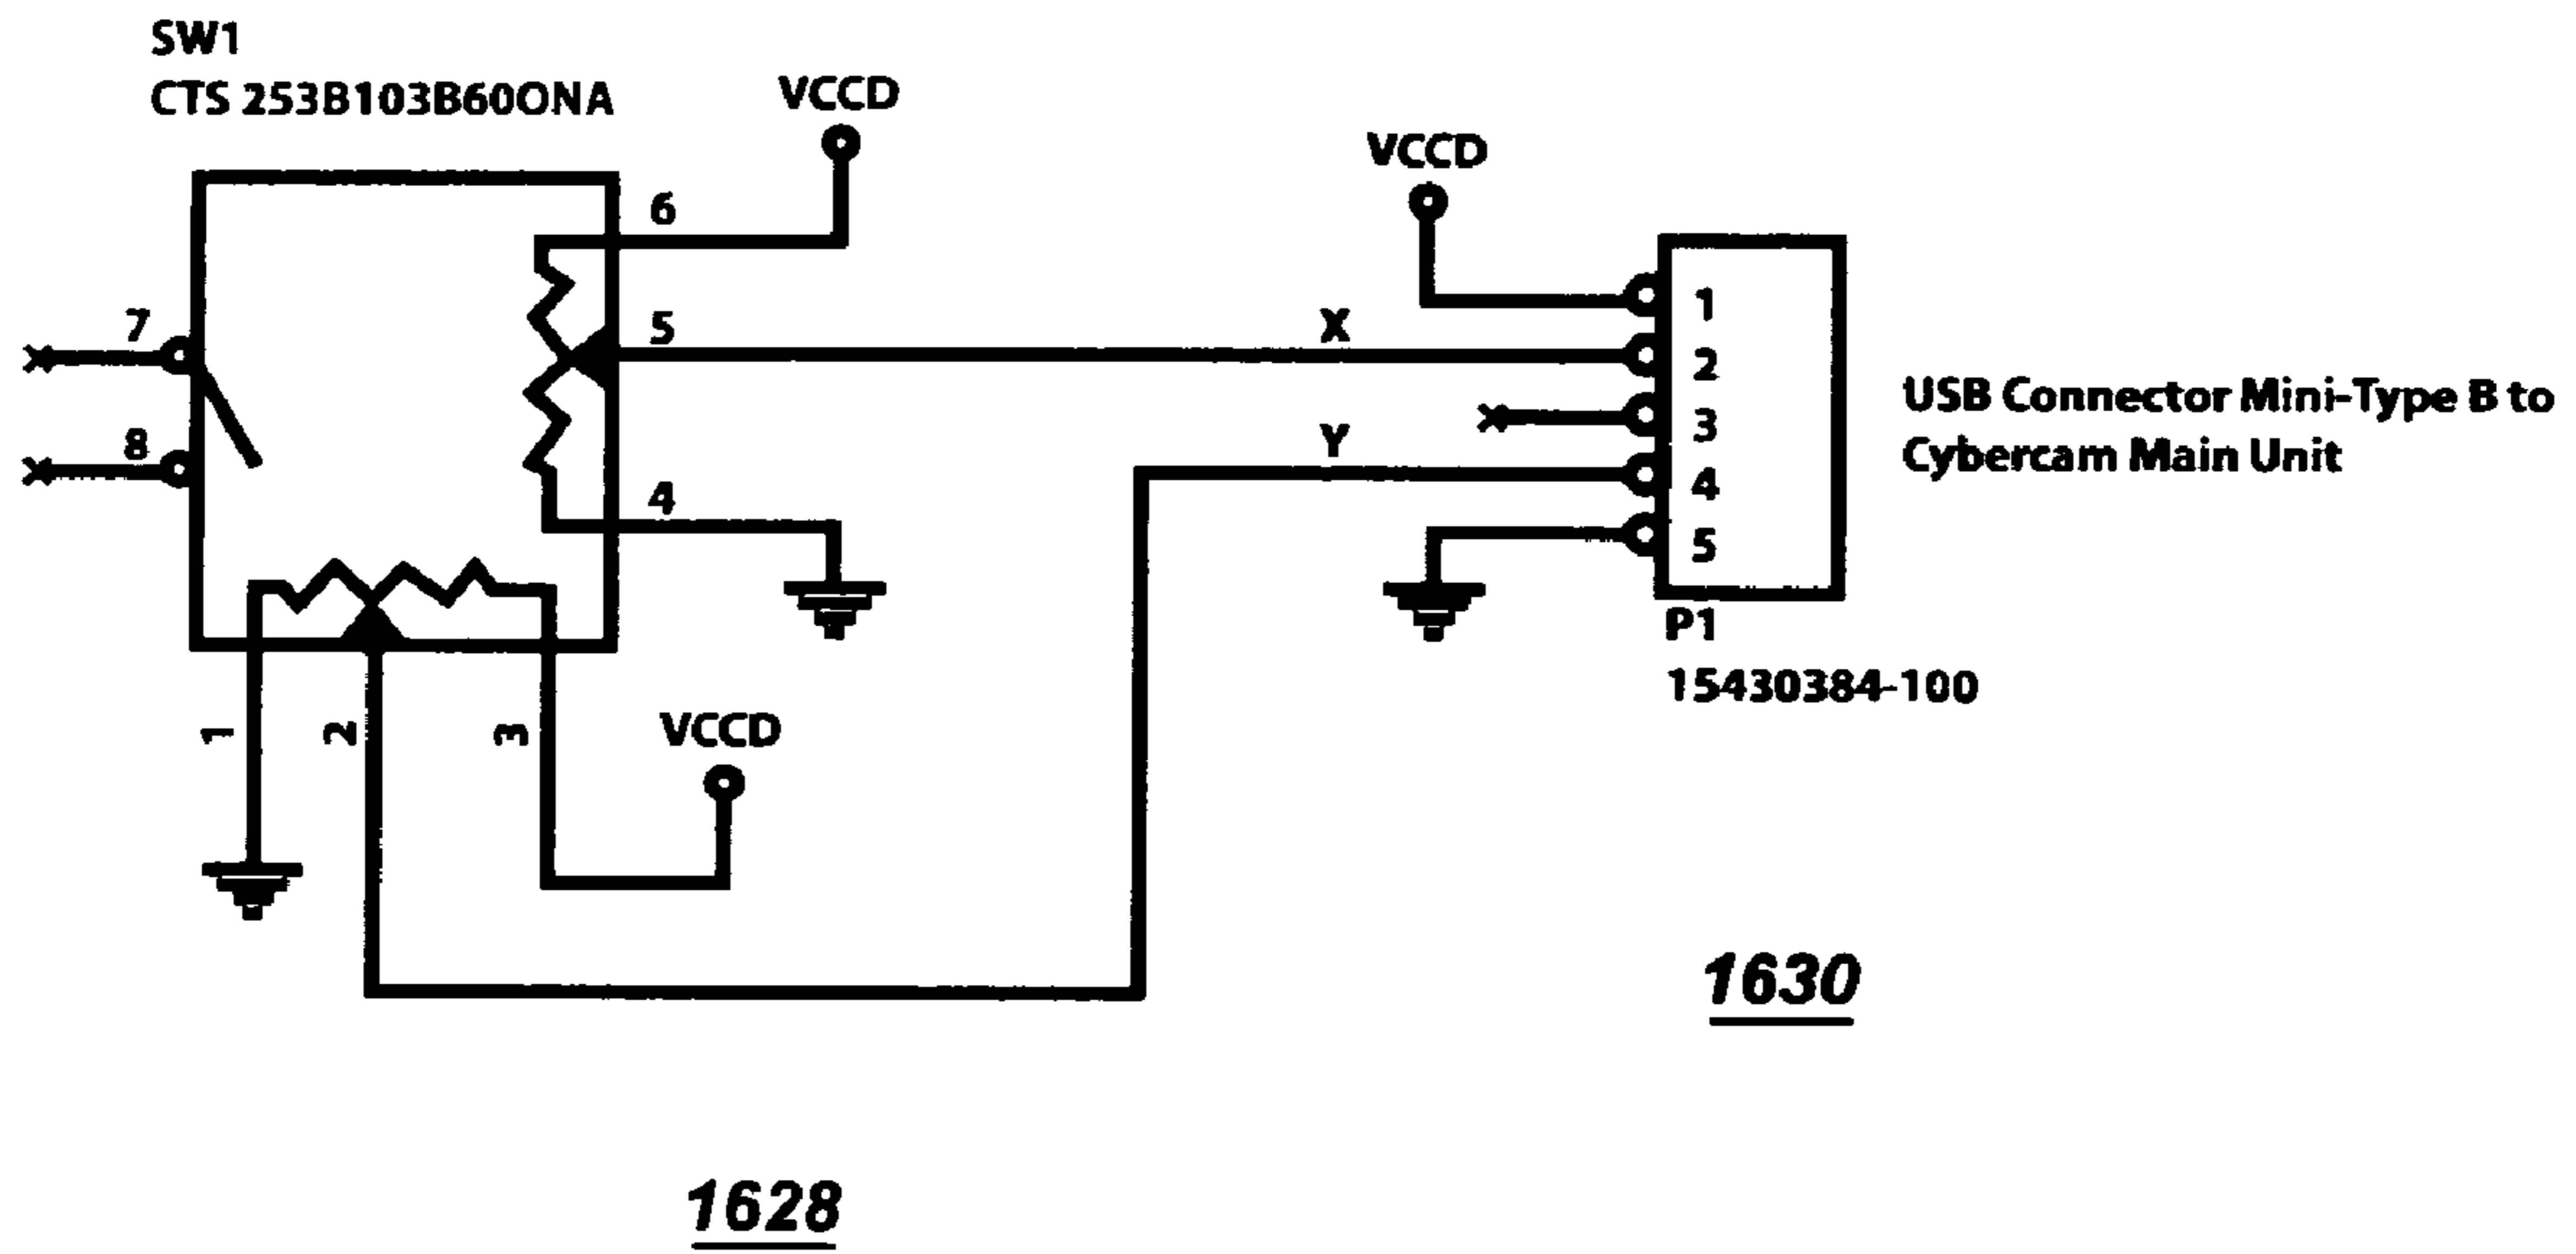 SW1
CTS 253B103B60ONA
VCCD
VCCD
6
7
5
X
1
2
3
4
5
8
Y
4
USB Connector Mini-Type B to
Cybercam Main Unit
P1
15430384-100
1
2
3
VCCD
1630
1628